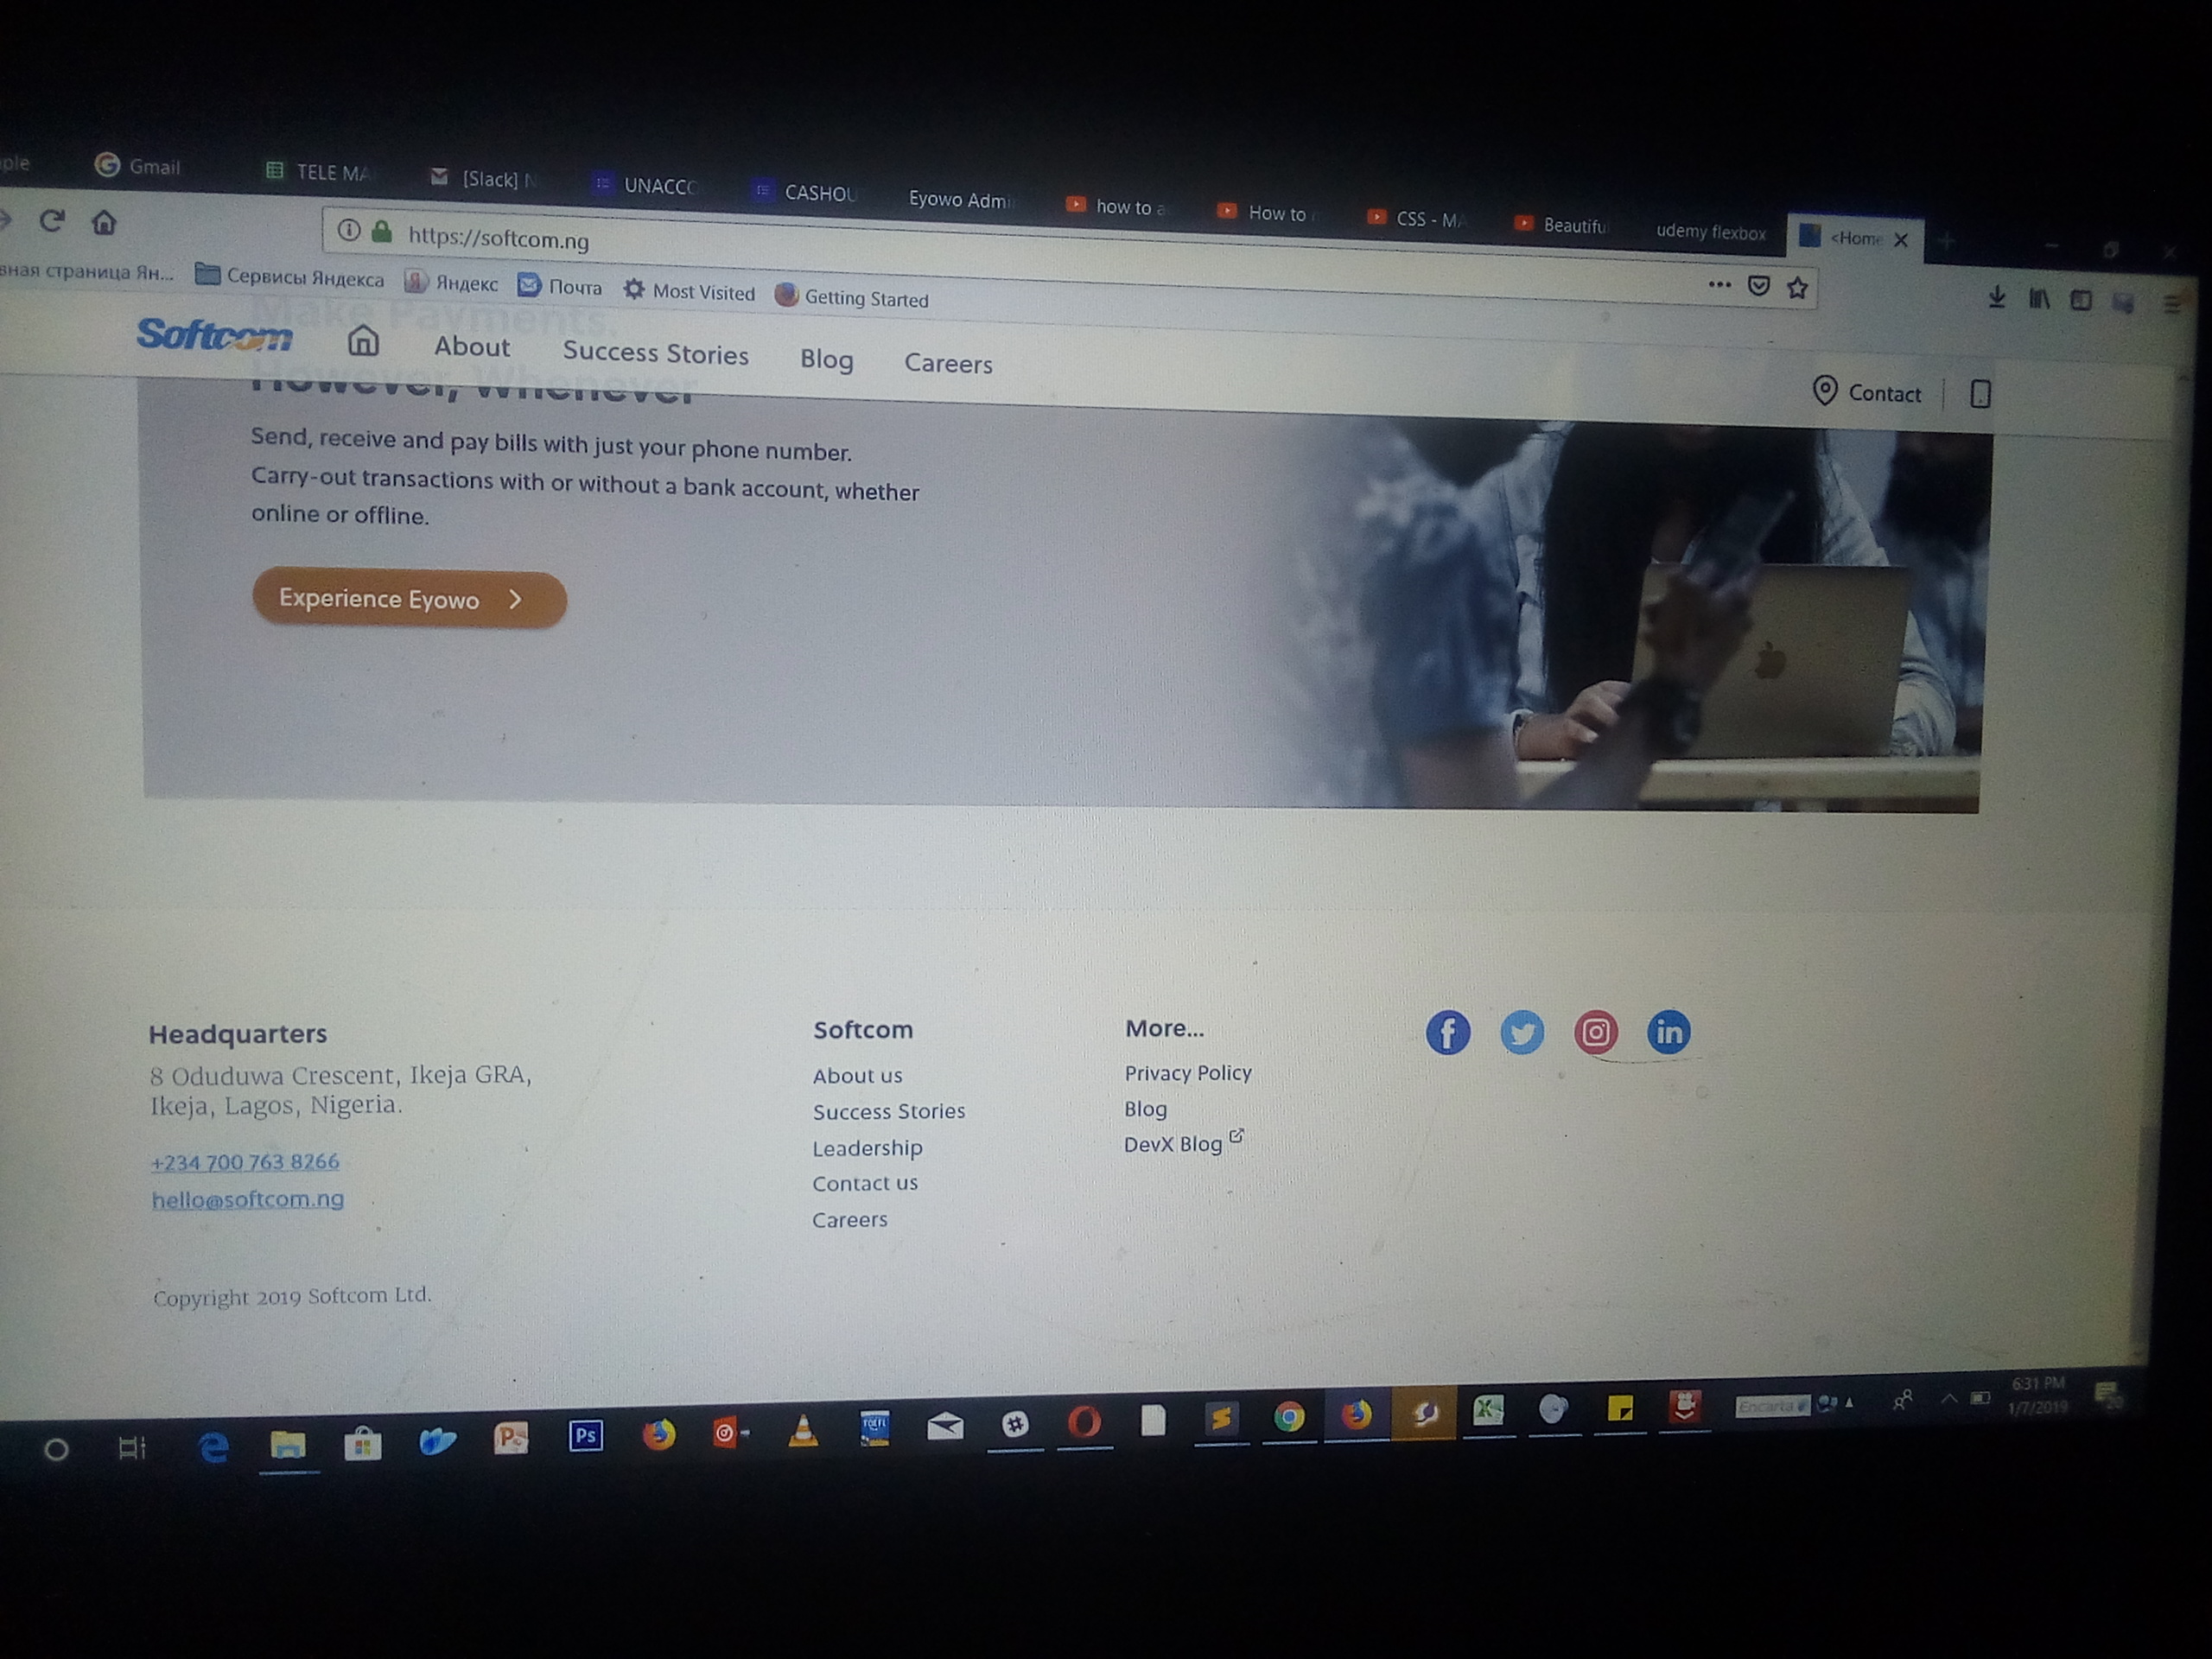 Gmail
TELE MA
[Slack] N
UNACCO
CASHOU
Eyowo Admi
how to a
How to
CSS - MA
Beautifu
udemy flexbox
<Home
https://softcom.ng
вная страница Ян...
Сервисы Яндекса
Яндекс
Почта
Most Visited
Getting Started
Make Payments,
Softcom
About
Success Stories
Blog
Careers
Contact
However, Whenever
Send, receive and pay bills with just your phone number.
Carry-out transactions with or without a bank account, whether
online or offline.
Experience Eyowo
Headquarters
8 Oduduwa Crescent, Ikeja GRA,
Ikeja, Lagos, Nigeria.
+234 700 763 8266
hello@softcom.ng
Copyright 2019 Softcom Ltd.
Softcom
About us
Success Stories
Leadership
Contact us
Careers
More...
Privacy Policy
Blog
DevX Blog
f
in
Ps
TOEFL
Encarta
6:31 PM
1/7/2019